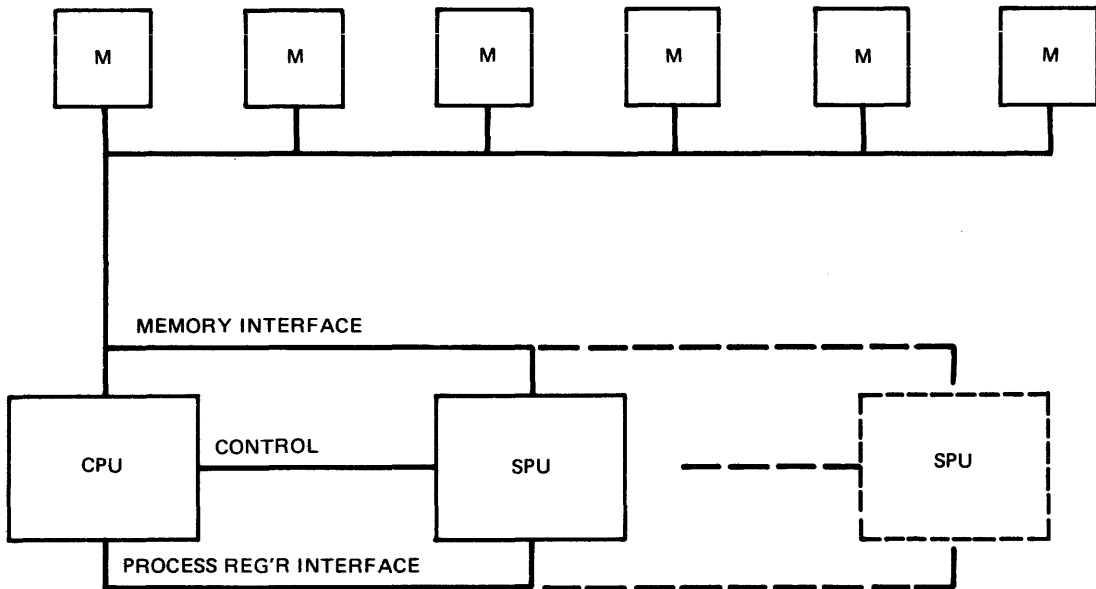 M M M M M M
MEMORY INTERFACE
CPU CONTROL SPU SPU
PROCESS REG'R INTERFACE